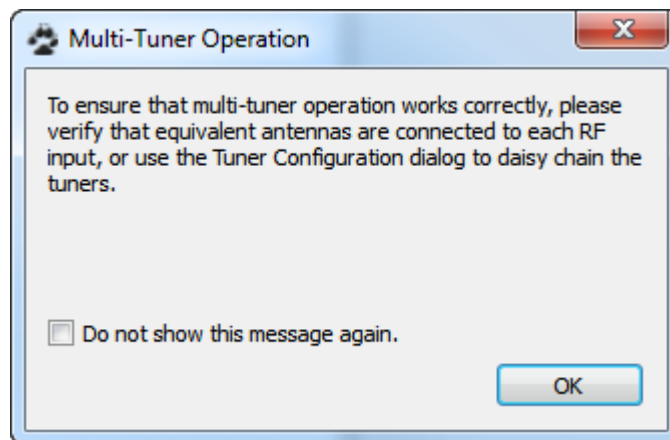 Multi-Tuner Operation
To ensure that multi-tuner operation works correctly, please
verify that equivalent antennas are connected to each RF
input, or use the Tuner Configuration dialog to daisy chain the
tuners.
Do not show this message again.
OK